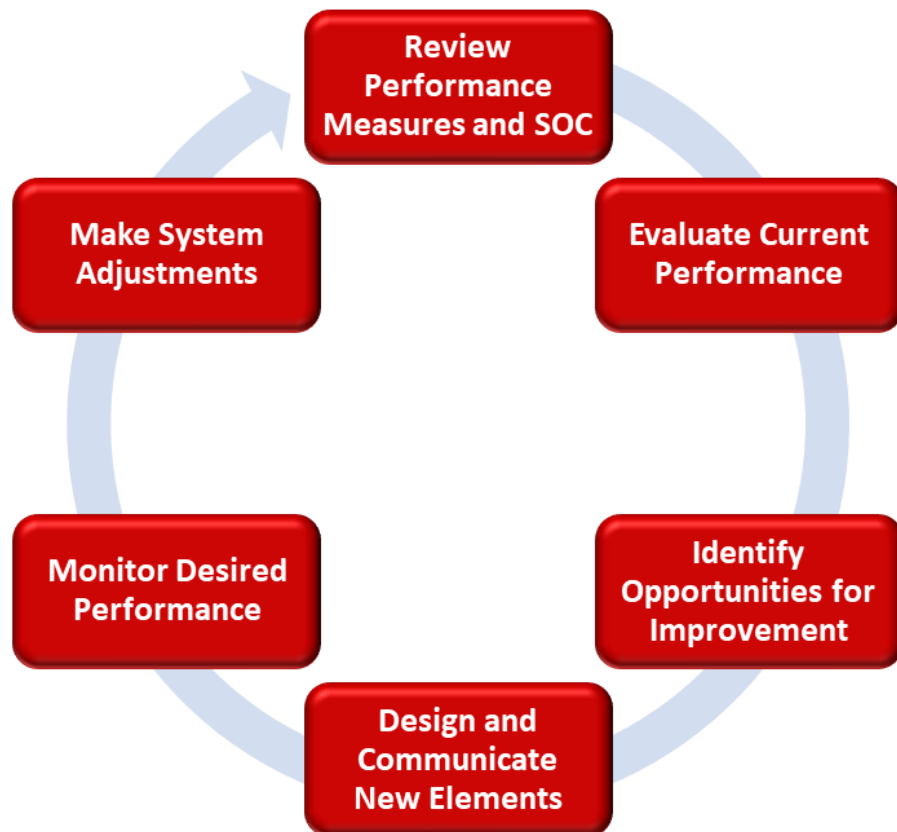 Review
Performance
Measures and SOC
Evaluate Current
Performance
Identify
Opportunities for
Improvement
Design and
Communicate
New Elements
Monitor Desired
Performance
Make System
Adjustments